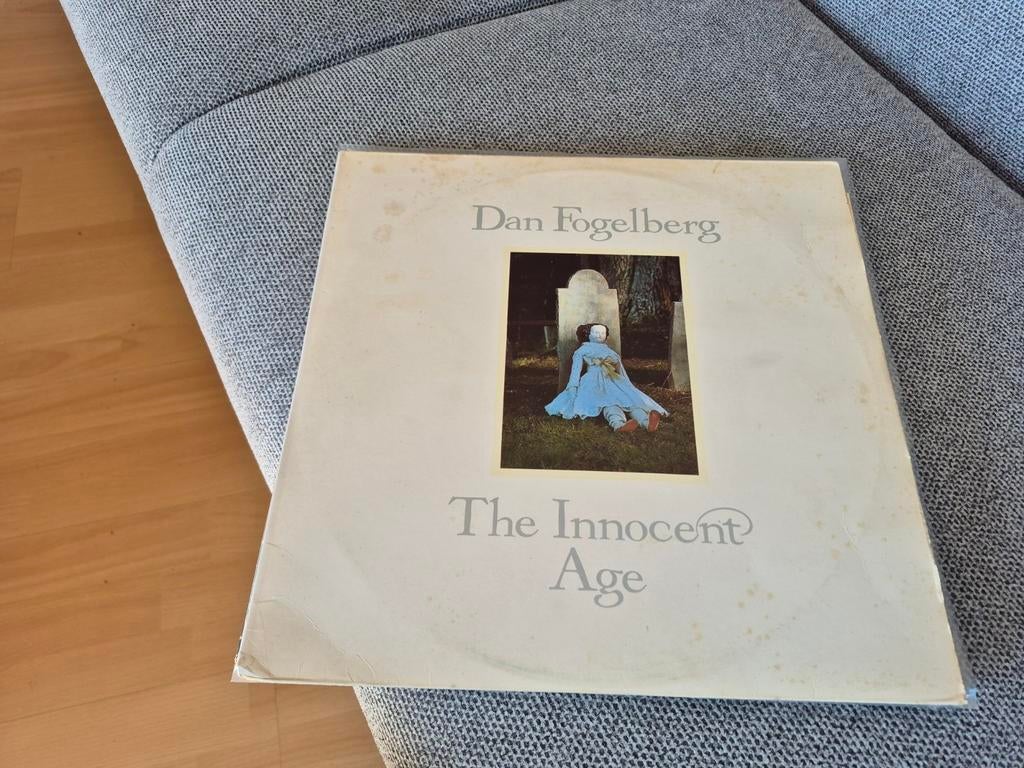 Dan Fogelberg
The Innocent
Age